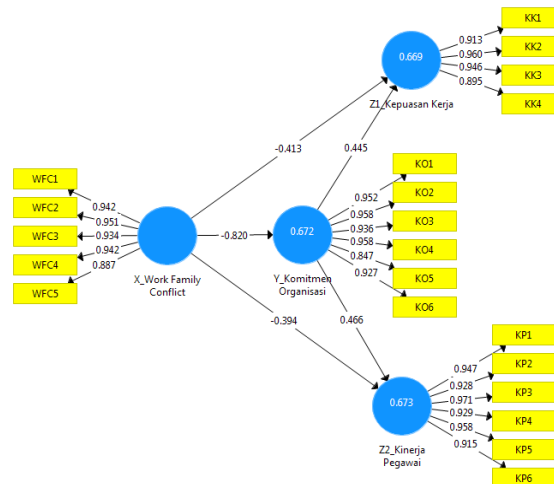 KK1
0.669
0.913
KK2
0.960
0.946
KK3
0.895
KK4
Z1_Kepuasan Kerja
-0.413
0.445
KO1
WFC1
0.952
KO2
0.942
0.958
WFC2
0.951
KO3
WFC3
0.934
-0.820
0.672
0.936
0.942
0.958
KO4
WFC4
0.887
0.847
KO5
WFC5
0.927
X_Work Family
Conflict
Y_Komitmen
Organisasi
KO6
-0.394
0.466
KP1
0.947
KP2
0.928
0.673
0.971
KP3
0.929
KP4
0.958
Z2_Kinerja
Pegawai
0.915
KP5
KP6